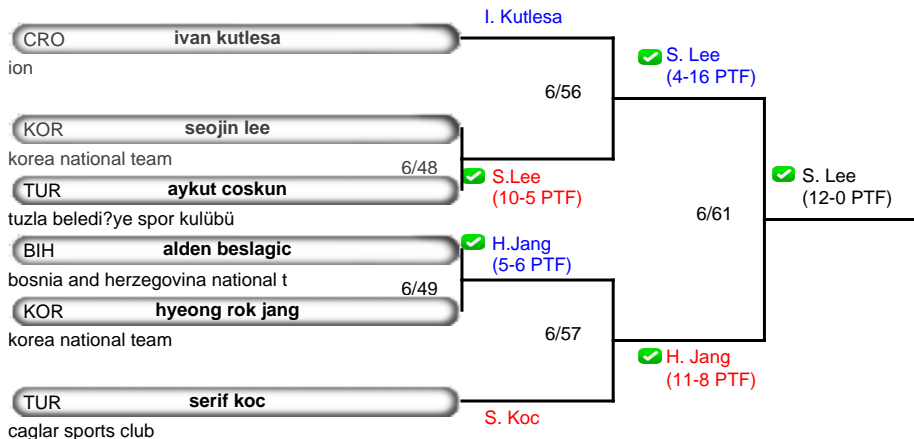 I. Kutlesa
CRO ivan kutlesa
ion
S. Lee
(4-16 PTF)
6/56
KOR seojin lee
korea national team
6/48
S.Lee
(10-5 PTF)
TUR aykut coskun
tuzla beledi?ye spor kulübü
S. Lee
(12-0 PTF)
6/61
BIH alden beslagic
bosnia and herzegovina national t
H.Jang
(5-6 PTF)
6/49
KOR hyeong rok jang
korea national team
6/57
H. Jang
(11-8 PTF)
TUR serif koc
caglar sports club
S. Koc